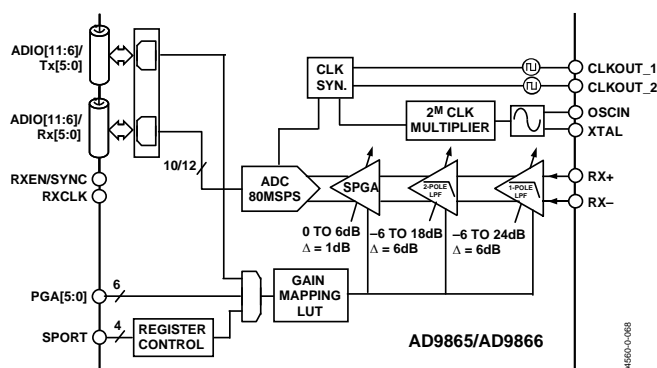 ADIO[11:6]/
Tx[5:0]
ADIO[11:6]/
Rx[5:0]
RXEN/SYNC
RXCLK
PGA[5:0]
SPORT
10/12
6
4
REGISTER
CONTROL
CLK
SYN.
2M CLK
MULTIPLIER
ADC
80MSPS
SPGA
2-POLE
LPF
1-POLE
LPF
0 TO 6dB
Δ = 1dB
–6 TO 18dB
Δ = 6dB
–6 TO 24dB
Δ = 6dB
GAIN
MAPPING
LUT
CLKOUT_1
CLKOUT_2
OSCIN
XTAL
RX+
RX–
AD9865/AD9866
4560-0-068